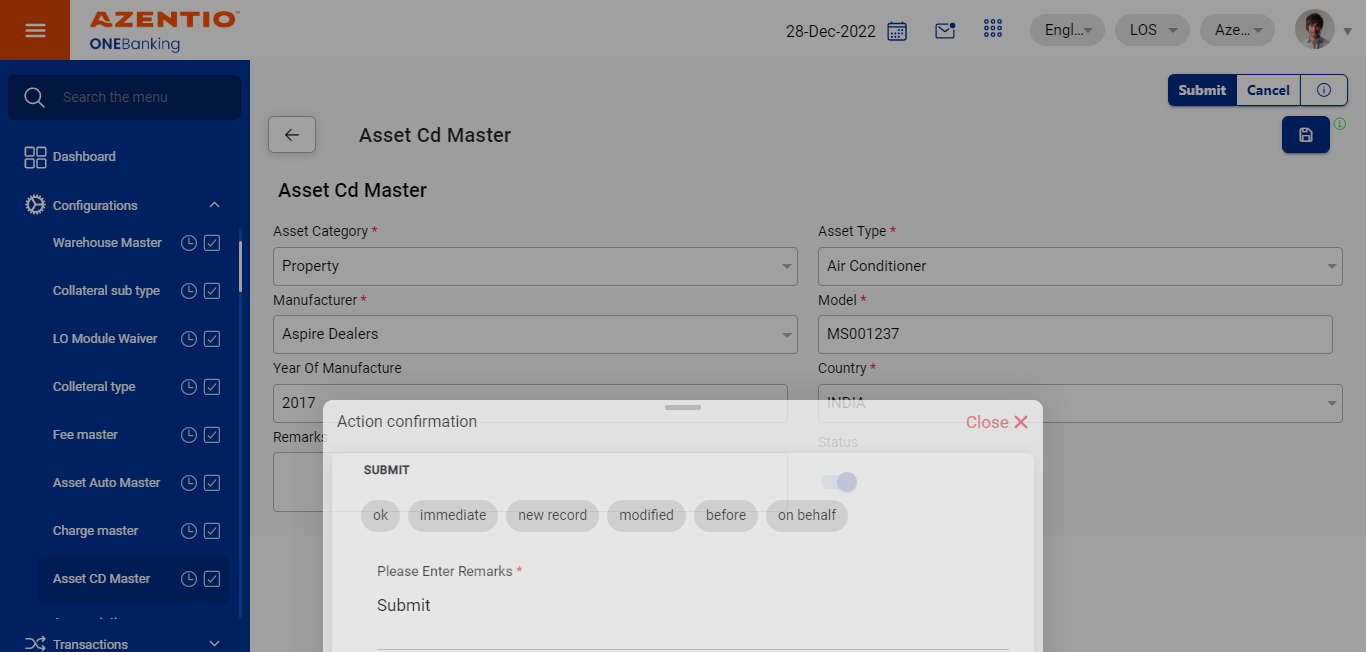 AZENTIO
ONEBanking
28-Dec-2022
Engl...
LOS
Aze...
Search the menu
Submit
Cancel
Dashboard
Asset Cd Master
Configurations
Asset Cd Master
Warehouse Master
Collateral sub type
LO Module Waiver
Colleteral type
Fee master
Asset Auto Master
Charge master
Asset CD Master
Transactions
Asset Category *
Asset Type *
Property
Air Conditioner
Manufacturer *
Model *
Aspire Dealers
MS001237
Year Of Manufacture
Country *
2017
INDIA
Remarks
Status
Action confirmation
Close
SUBMIT
ok
immediate
new record
modified
before
on behalf
Please Enter Remarks *
Submit